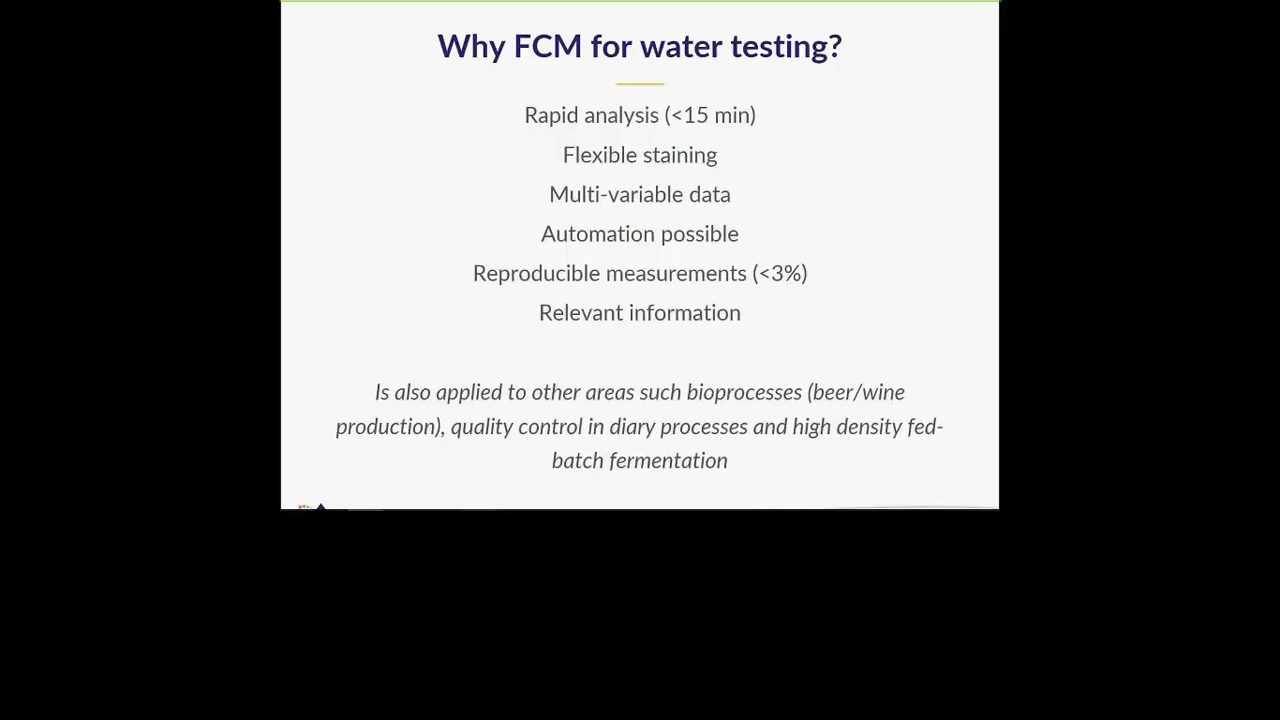 Why FCM for water testing?
Rapid analysis (<15 min)
Flexible staining
Multi-variable data
Automation possible
Reproducible measurements (<3%)
Relevant information
Is also applied to other areas such bioprocesses (beer/wine
production), quality control in diary processes and high density fed-
batch fermentation